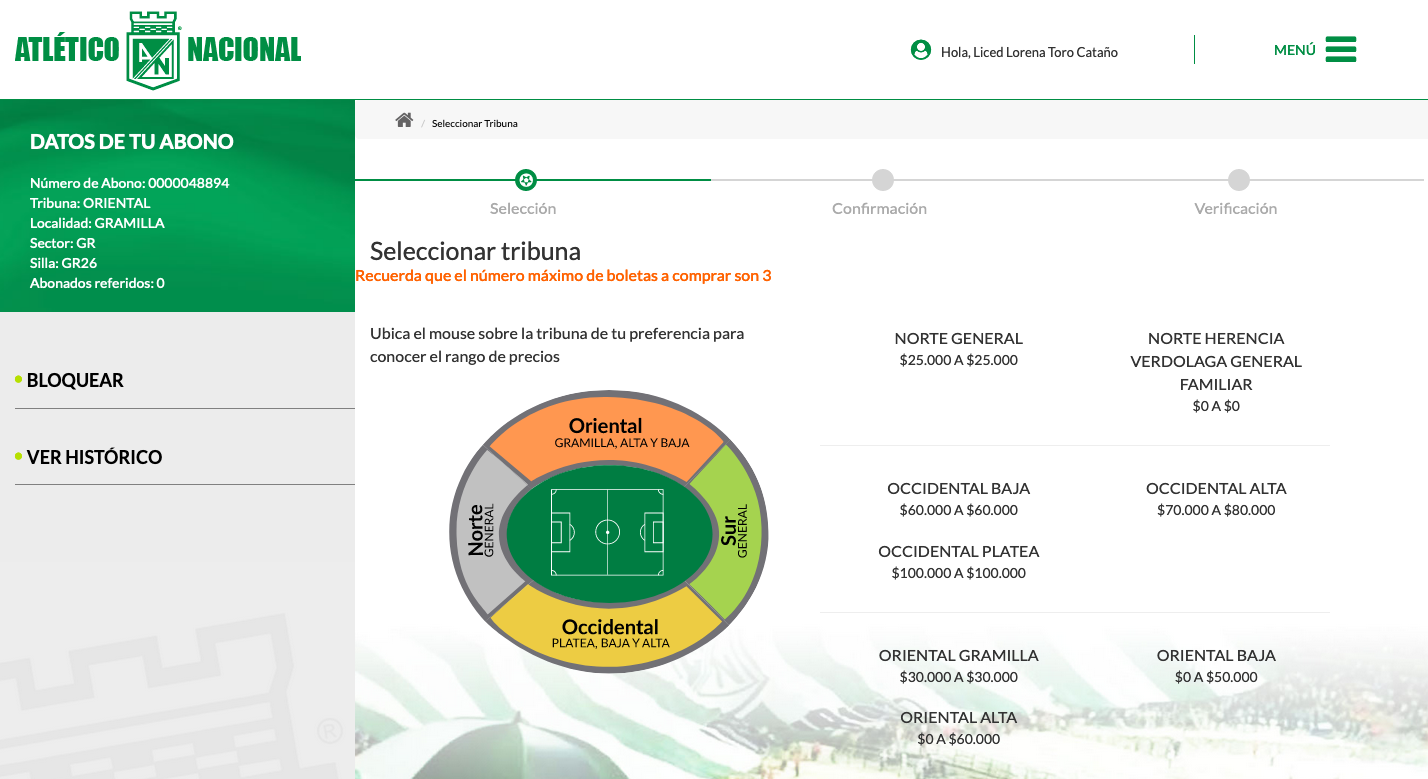 ATLÉTICO NACIONAL
Hola, Liced Lorena Toro Cataño
MENÚ
DATOS DE TU ABONO
Número de Abono: 0000048894
Tribuna: ORIENTAL
Localidad: GRAMILLA
Sector: GR
Silla: GR26
Abonados referidos: 0
BLOQUEAR
VER HISTÓRICO
/ Seleccionar Tribuna
Selección
Confirmación
Verificación
Seleccionar tribuna
Recuerda que el número máximo de boletas a comprar son 3
Ubica el mouse sobre la tribuna de tu preferencia para
conocer el rango de precios
Oriental
GRAMILLA, ALTA Y BAJA
Norte
GENERAL
Sur
GENERAL
Occidental
PLATEA, BAJA Y ALTA
NORTE GENERAL
$25.000 A $25.000
NORTE HERENCIA
VERDOLAGA GENERAL
FAMILIAR
$0 A $0
OCCIDENTAL BAJA
$60.000 A $60.000
OCCIDENTAL ALTA
$70.000 A $80.000
OCCIDENTAL PLATEA
$100.000 A $100.000
ORIENTAL GRAMILLA
$30.000 A $30.000
ORIENTAL BAJA
$0 A $50.000
ORIENTAL ALTA
$0 A $60.000
®